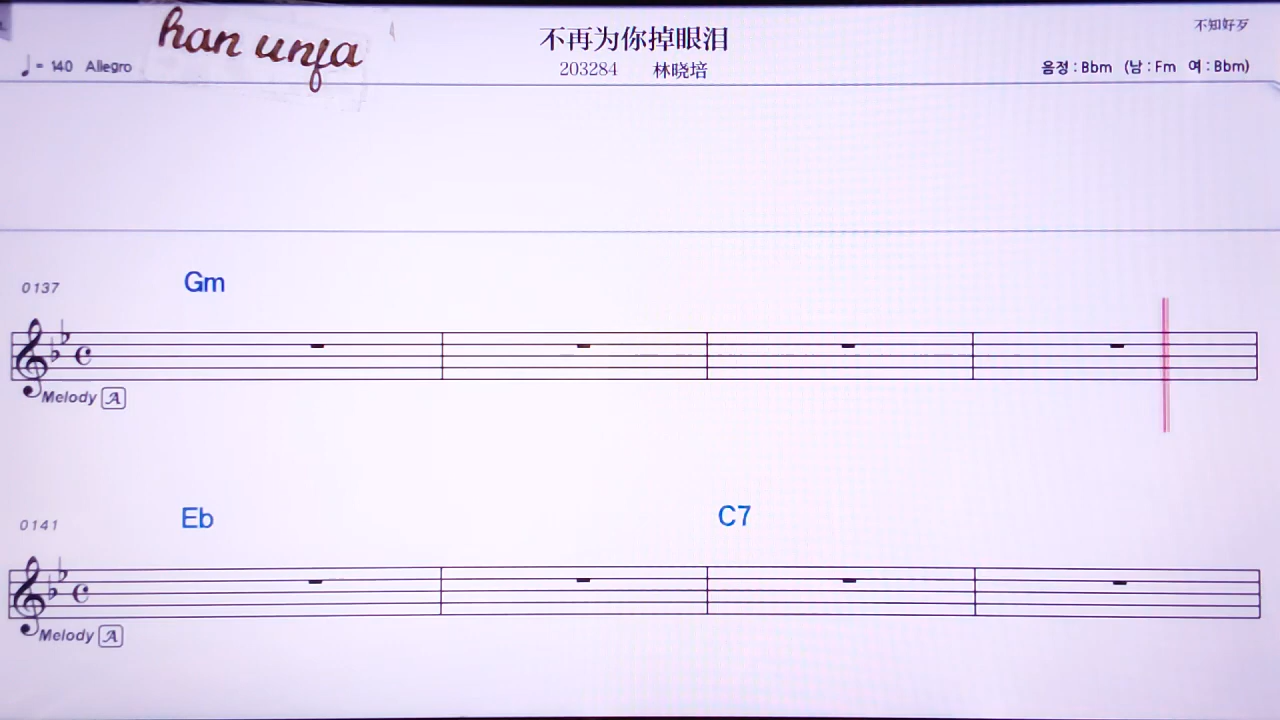 han unfa
不再为你掉眼泪
不知好歹
♩= 140 Allegro
203284 林晓培
음정 : Bbm (남 : Fm 여 : Bbm)
0137 Gm
Melody A
0141 Eb C7
Melody A